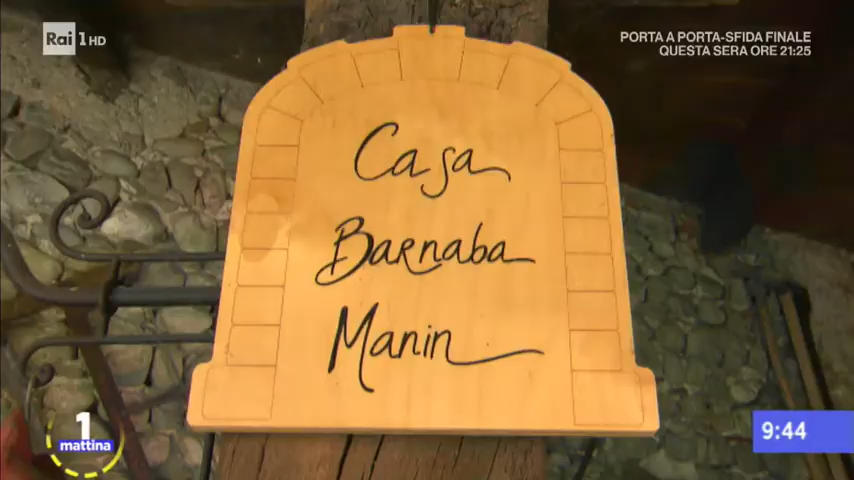 Rai 1 HD
PORTA A PORTA-SFIDA FINALE
QUESTA SERA ORE 21:25
Casa
Barnaba
Manin
1
mattina
9:44